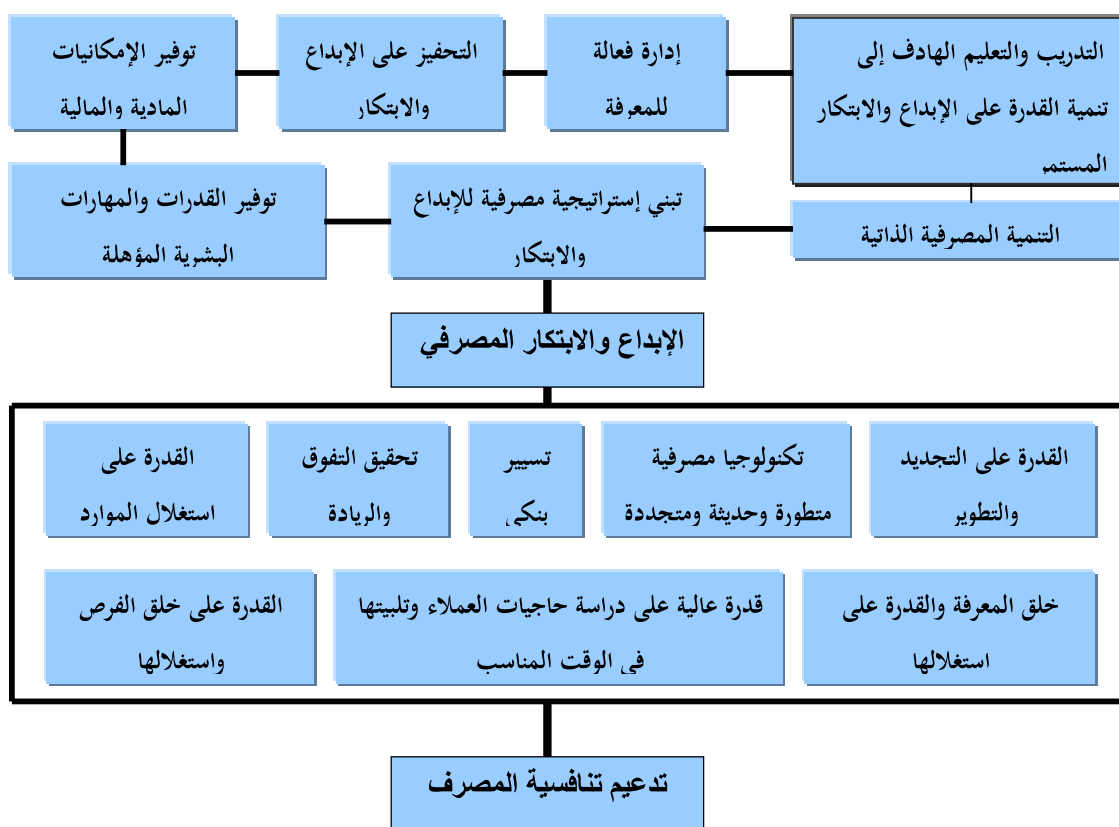 التدريب والتعليم الهادف إلى
تنمية القدرة على الإبداع والابتكار
المستمر
إدارة فعالة
للمعرفة
التحفيز على الإبداع
والابتكار
توفير الإمكانيات
المادية والمالية
التنمية المصرفية الذاتية
تبني إستراتيجية مصرفية للإبداع
والابتكار
توفير القدرات والمهارات
البشرية المؤهلة
الإبداع والابتكار المصرفي
القدرة على التجديد
والتطوير
تكنولوجيا مصرفية
متطورة وحديثة ومتجددة
تسيير
بنكي
تحقيق التفوق
والريادة
القدرة على
استغلال الموارد
خلق المعرفة والقدرة على
استغلالها
قدرة عالية على دراسة حاجيات العملاء وتلبيتها
في الوقت المناسب
القدرة على خلق الفرص
واستغلالها
تدعيم تنافسية المصرف